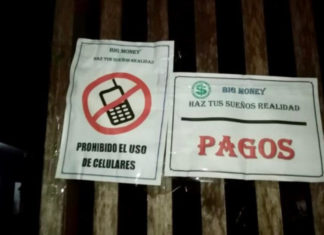 BIG MONEY
HAZ TUS SUEÑOS REALIDAD
PROHIBIDO EL USO
DE CELULARES
$
BIG MONEY
HAZ TUS SUEÑOS REALIDAD
PAGOS